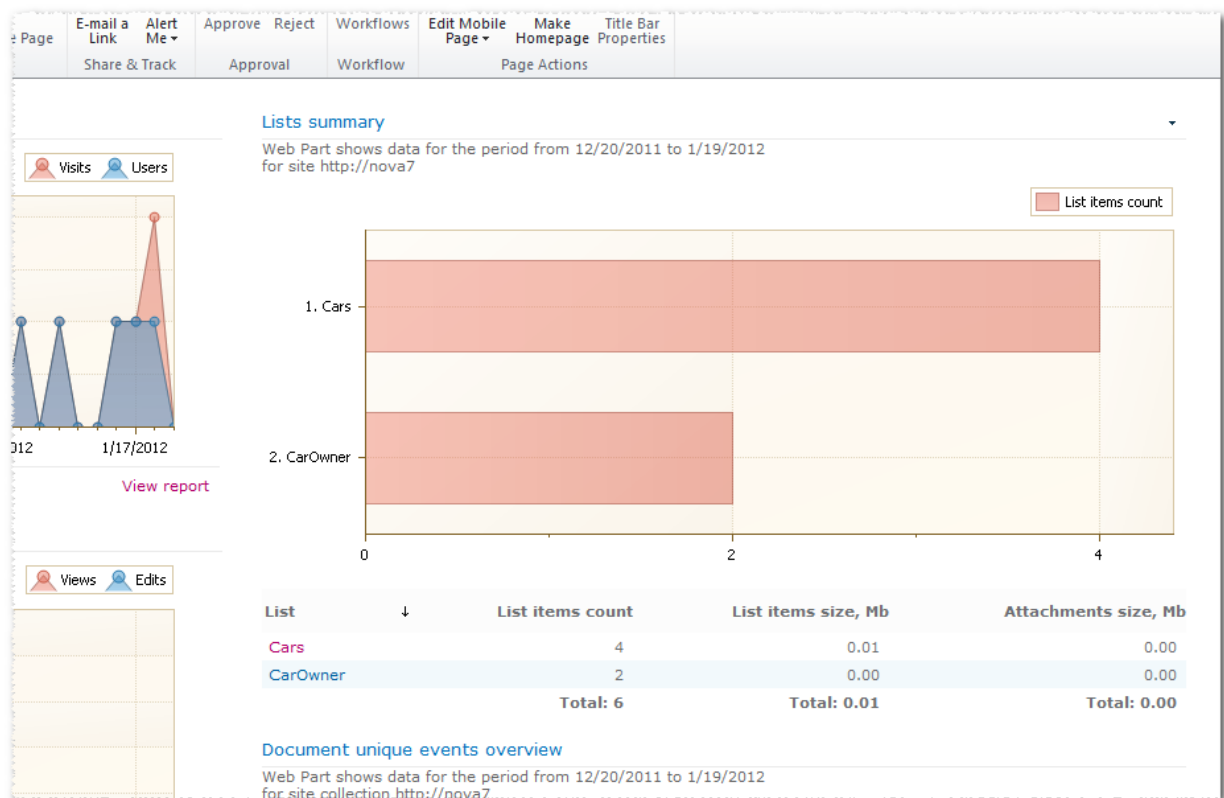 E-mail a Alert Approve Reject Workflows Edit Mobile Make Title Bar
Page Link Me Page Homepage Properties
Share & Track Approval Workflow Page Actions
Visits Users
1/17/2012
View report
Views Edits
Lists summary
Web Part shows data for the period from 12/20/2011 to 1/19/2012
for site http://nova7
List items count
1. Cars
2. CarOwner
0 2 4
List ↓ List items count List items size, Mb Attachments size, Mb
Cars 4 0.01 0.00
CarOwner 2 0.00 0.00
Total: 6 Total: 0.01 Total: 0.00
Document unique events overview
Web Part shows data for the period from 12/20/2011 to 1/19/2012
for site collection http://nova7